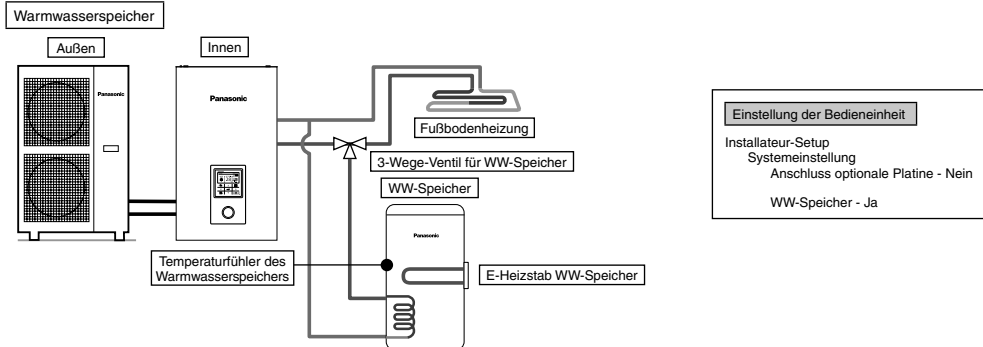 Warmwasserspeicher
Außen
Innen
Panasonic
Panasonic
Fußbodenheizung
3-Wege-Ventil für WW-Speicher
WW-Speicher
Panasonic
Temperaturfühler des
Warmwasserspeichers
E-Heizstab WW-Speicher
Einstellung der Bedieneinheit
Installateur-Setup
Systemeinstellung
Anschluss optionale Platine - Nein
WW-Speicher - Ja